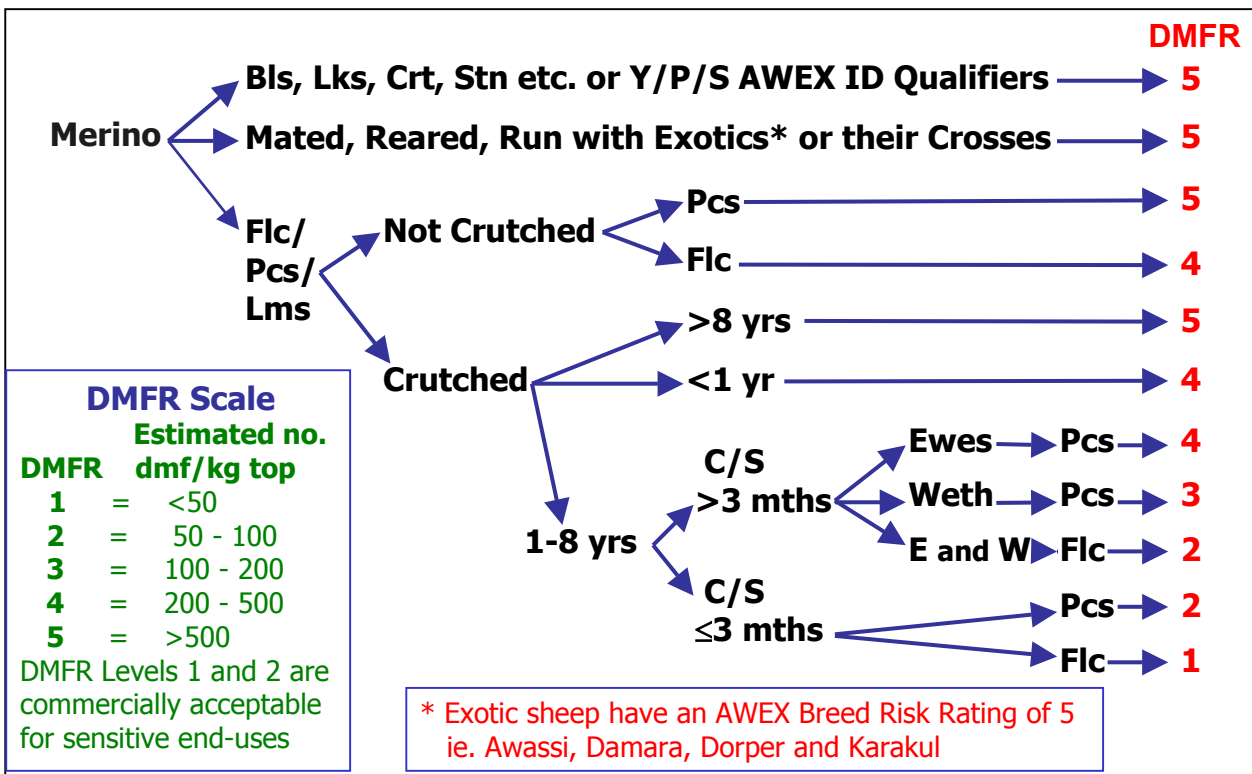 DMFR
Bls, Lks, Crt, Stn etc. or Y/P/S AWEX ID Qualifiers
5
Merino
Mated, Reared, Run with Exotics* or their Crosses
5
Flc/
Pcs/
Lms
Not Crutched
Pcs
5
Flc
4
Crutched
>8 yrs
5
<1 yr
4
1-8 yrs
C/S
>3 mths
Ewes
Pcs
4
Weth
Pcs
3
E and W
Flc
2
C/S
≤3 mths
Pcs
2
Flc
1
DMFR Scale
Estimated no.
DMFR dmf/kg top
1 = <50
2 = 50 - 100
3 = 100 - 200
4 = 200 - 500
5 = >500
DMFR Levels 1 and 2 are
commercially acceptable
for sensitive end-uses
* Exotic sheep have an AWEX Breed Risk Rating of 5
ie. Awassi, Damara, Dorper and Karakul